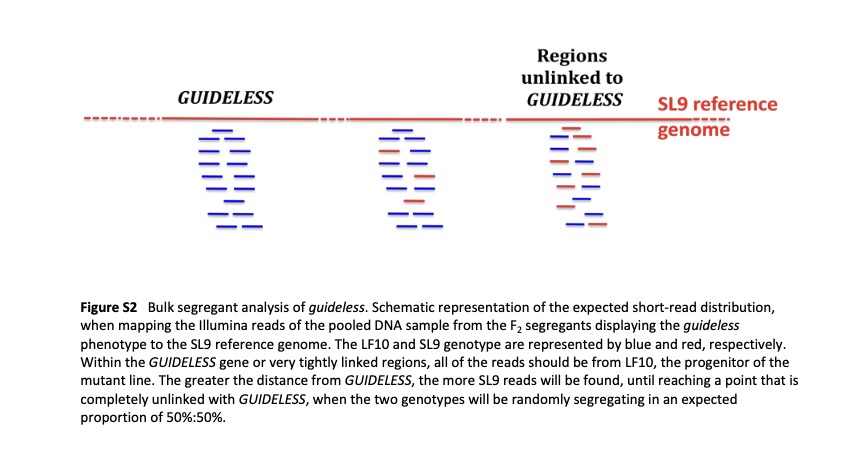 Regions
unlinked to
GUIDELESS
GUIDELESS
SL9 reference
genome
Figure S2 Bulk segregant analysis of guideless. Schematic representation of the expected short-read distribution,
when mapping the Illumina reads of the pooled DNA sample from the F2 segregants displaying the guideless
phenotype to the SL9 reference genome. The LF10 and SL9 genotype are represented by blue and red, respectively.
Within the GUIDELESS gene or very tightly linked regions, all of the reads should be from LF10, the progenitor of the
mutant line. The greater the distance from GUIDELESS, the more SL9 reads will be found, until reaching a point that is
completely unlinked with GUIDELESS, when the two genotypes will be randomly segregating in an expected
proportion of 50%:50%.